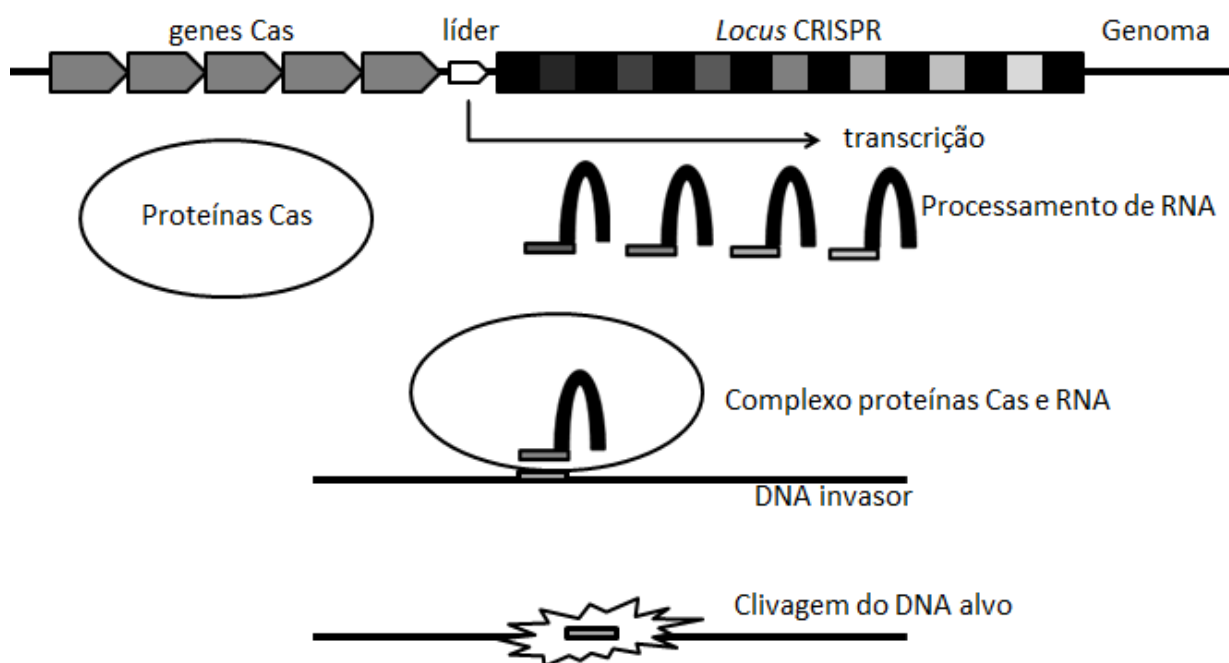 genes Cas
líder
Locus CRISPR
Genoma
transcrição
Proteínas Cas
Processamento de RNA
Complexo proteínas Cas e RNA
DNA invasor
Clivagem do DNA alvo